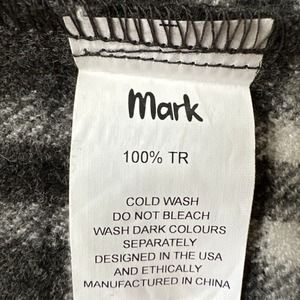 Mark
100% TR
COLD WASH
DO NOT BLEACH
WASH DARK COLOURS
SEPARATELY
DESIGNED IN THE USA
AND ETHICALLY
MANUFACTURED IN CHINA